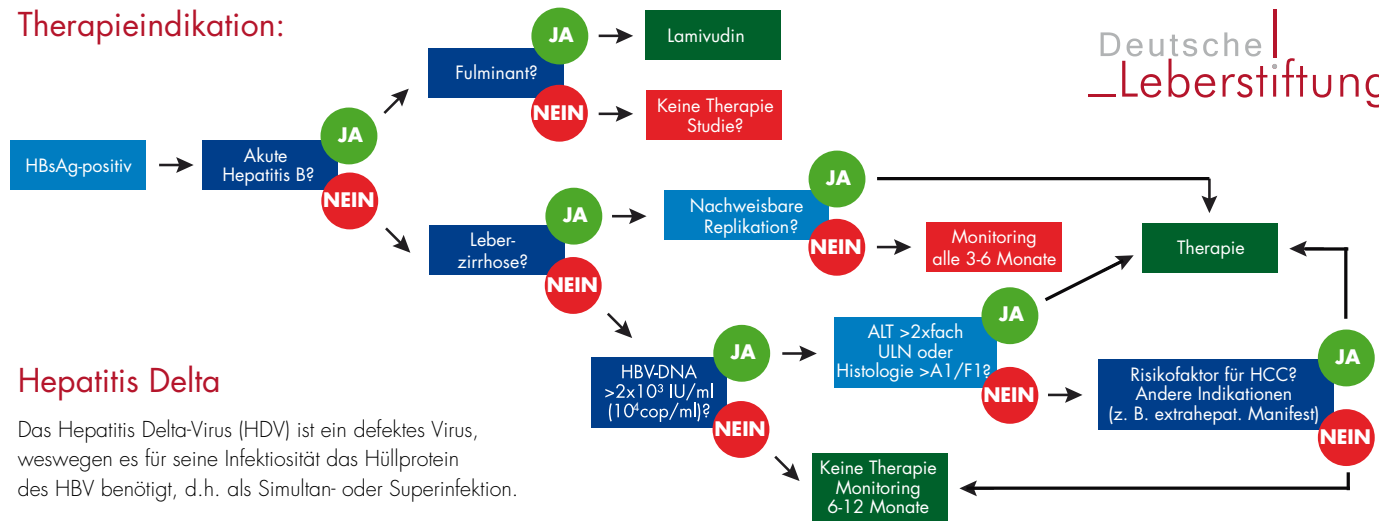 Therapieindikation:
Deutsche
Leberstiftung
HBsAg-positiv
Akute
Hepatitis B?
JA
NEIN
Fulminant?
JA
NEIN
Lamivudin
Keine Therapie
Studie?
Leber-
zirrhose?
JA
NEIN
Nachweisbare
Replikation?
JA
NEIN
Monitoring
alle 3-6 Monate
Therapie
HBV-DNA
>2x10³ IU/ml
(10⁴cop/ml)?
JA
NEIN
ALT >2xfach
ULN oder
Histologie >A1/F1?
JA
NEIN
Risikofaktor für HCC?
Andere Indikationen
(z. B. extrahepat. Manifest)
JA
NEIN
Keine Therapie
Monitoring
6-12 Monate
Hepatitis Delta
Das Hepatitis Delta-Virus (HDV) ist ein defektes Virus,
weswegen es für seine Infektiosität das Hüllprotein
des HBV benötigt, d.h. als Simultan- oder Superinfektion.